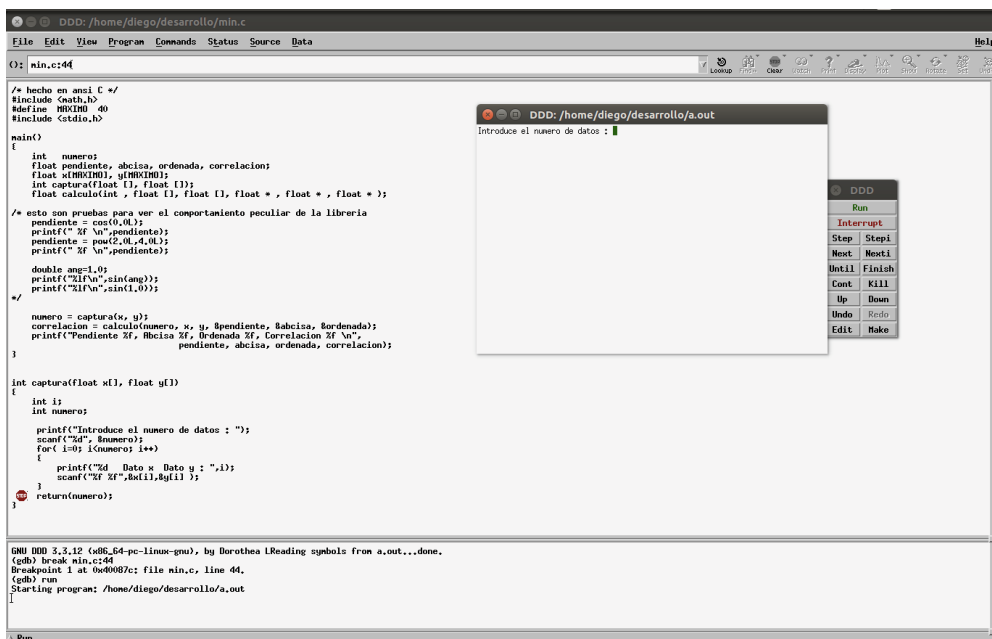 DDD: /home/diego/desarrollo/min.c
File Edit View Program Commands Status Source Data Help
(): min.c:44
Lookup Find» Clear Watch Print Display Plot Show Rotate Set Und
/* hecho en ansi C */
#include <math.h>
#define MAXIMO 40
#include <stdio.h>
main()
{
int numero;
float pendiente, abcisa, ordenada, correlacion;
float x[MAXIMO], y[MAXIMO];
int captura(float [], float []);
float calculo(int , float [], float [], float * , float * , float * );
/* esto son pruebas para ver el comportamiento peculiar de la libreria
pendiente = cos(0.0L);
printf(" %f \n",pendiente);
pendiente = pow(2.0L,4.0L);
printf(" %f \n",pendiente);
double ang=1.0;
printf("%lf\n",sin(ang));
printf("%lf\n",sin(1.0));
*/
numero = captura(x, y);
correlacion = calculo(numero, x, y, &pendiente, &abcisa, &ordenada);
printf("Pendiente %f, Abcisa %f, Ordenada %f, Correlacion %f \n",
pendiente, abcisa, ordenada, correlacion);
}
int captura(float x[], float y[])
{
int i;
int numero;
printf("Introduce el numero de datos : ");
scanf("%d", &numero);
for( i=0; i<numero; i++)
{
printf("%d Dato x Dato y : ",i);
scanf("%f %f",&x[i],&y[i] );
}
STOP return(numero);
}
DDD: /home/diego/desarrollo/a.out
Introduce el numero de datos :
DDD
Run
Interrupt
Step Stepi
Next Nexti
Until Finish
Cont Kill
Up Down
Undo Redo
Edit Make
GNU DDD 3.3.12 (x86_64-pc-linux-gnu), by Dorothea LReading symbols from a.out...done.
(gdb) break min.c:44
Breakpoint 1 at 0x40087c: file min.c, line 44.
(gdb) run
Starting program: /home/diego/desarrollo/a.out
Run